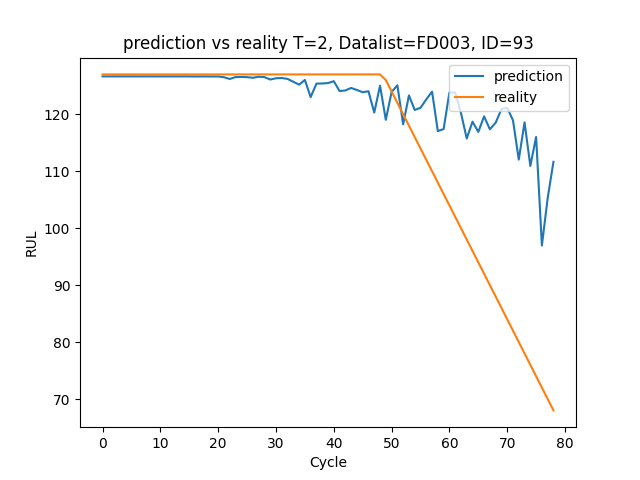 prediction vs reality T=2, Datalist=FD003, ID=93
prediction
reality
RUL
120
110
100
90
80
70
0 10 20 30 40 50 60 70 80
Cycle